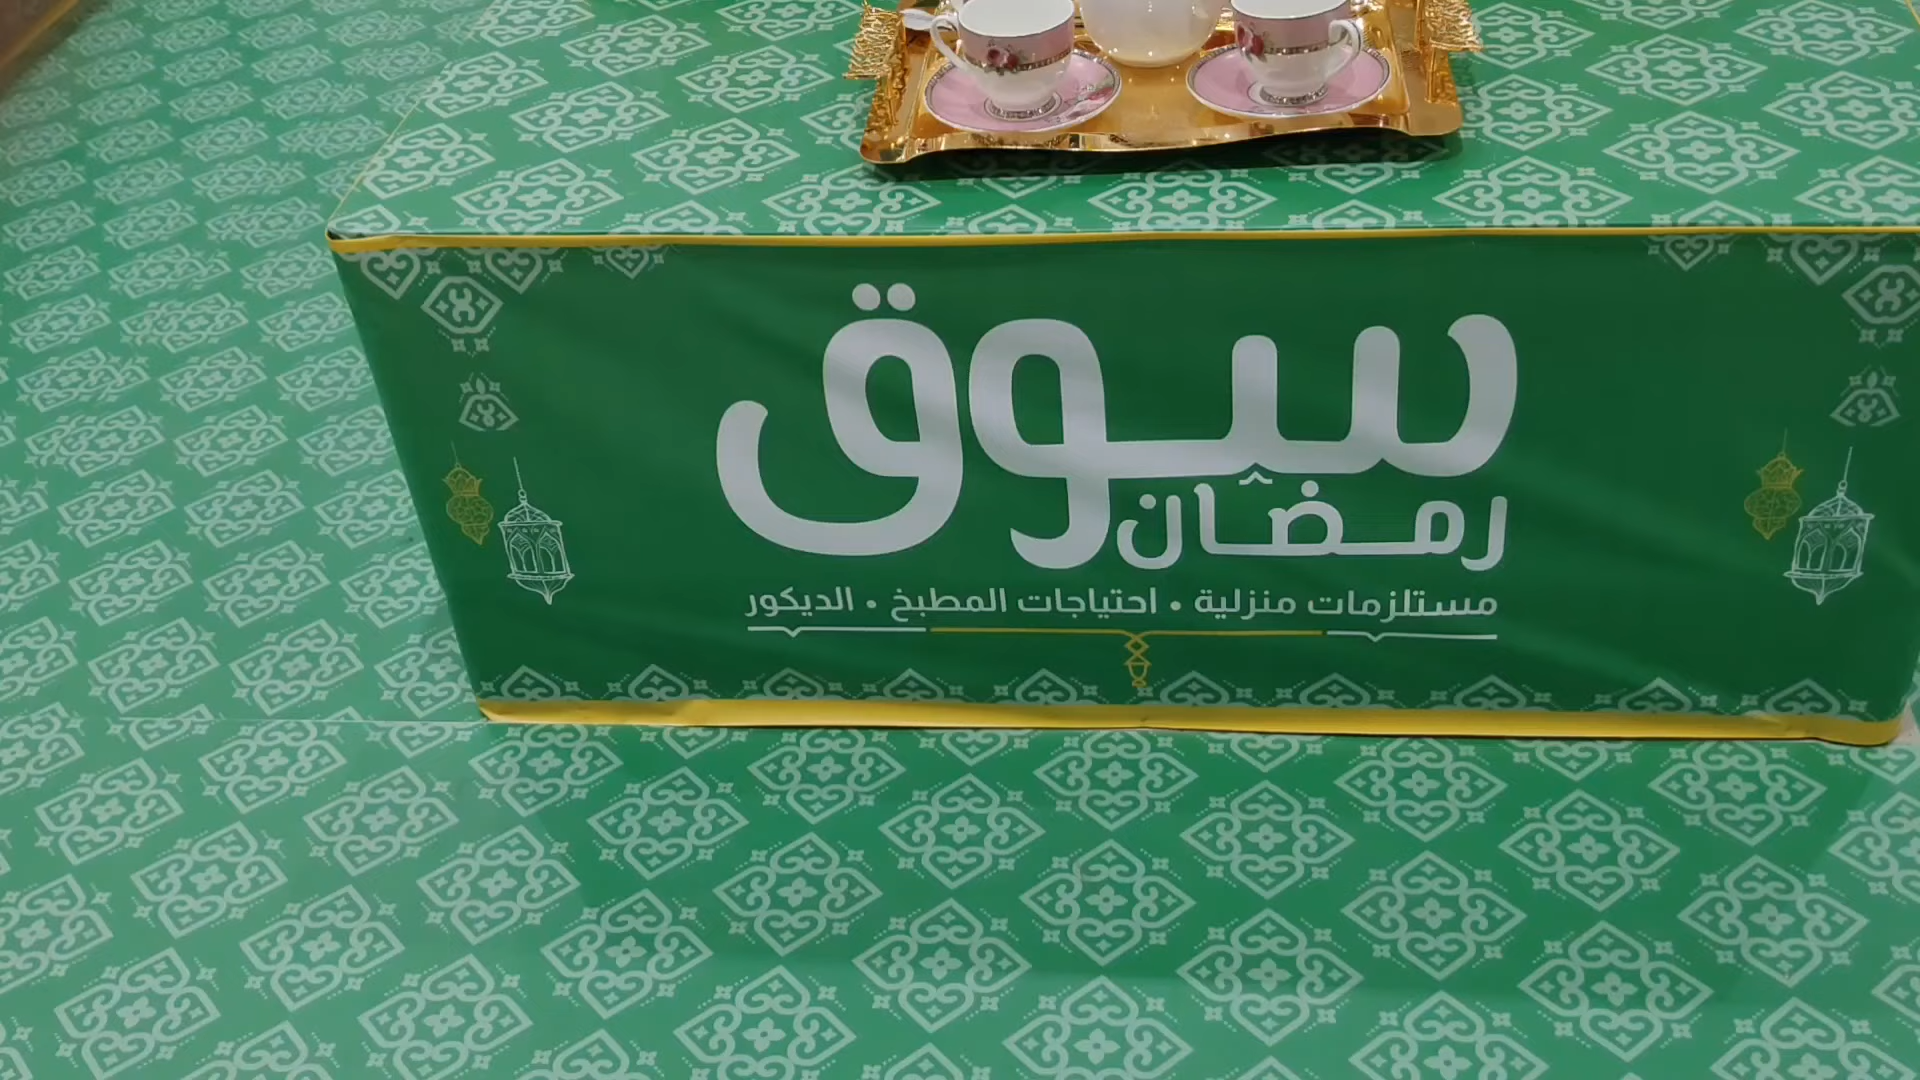 سوق
رمضان
مستلزمات منزلية • احتياجات المطبخ • الديكور